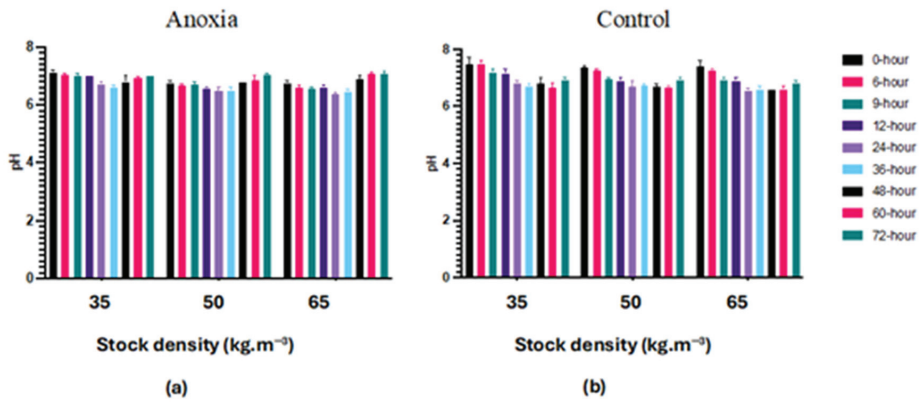 Anoxia
8
6
4
2
0
pH
35 50 65
Stock density (kg.m⁻³)
(a)
Control
8
6
4
2
0
pH
35 50 65
Stock density (kg.m⁻³)
(b)
0-hour
6-hour
9-hour
12-hour
24-hour
36-hour
48-hour
60-hour
72-hour